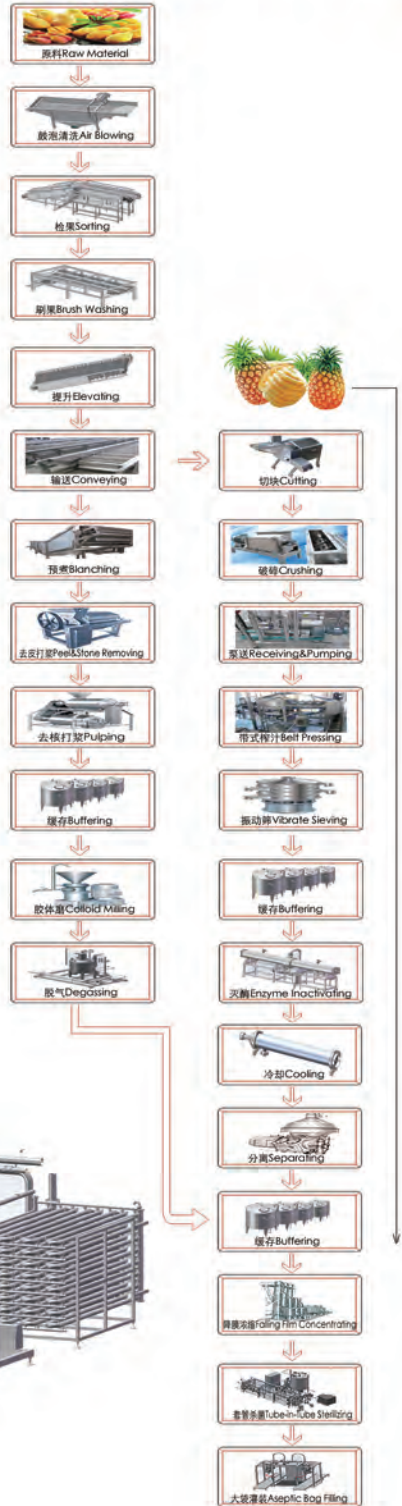 原料Raw Material
鼓泡清洗Air Blowing
检果Sorting
刷果Brush Washing
提升Elevating
输送Conveying
预煮Blanching
去皮打浆Peel&Stone Removing
去核打浆Pulping
缓存Buffering
胶体磨Colloid Milling
脱气Degassing
切块Cutting
破碎Crushing
泵送Receiving&Pumping
带式榨汁Belt Pressing
振动筛Vibrate Sieving
缓存Buffering
灭酶Enzyme Inactivating
冷却Cooling
分离Separating
缓存Buffering
降膜浓缩Falling Film Concentrating
套管杀菌Tube-in-Tube Sterilizing
大袋灌装Aseptic Bag Filling